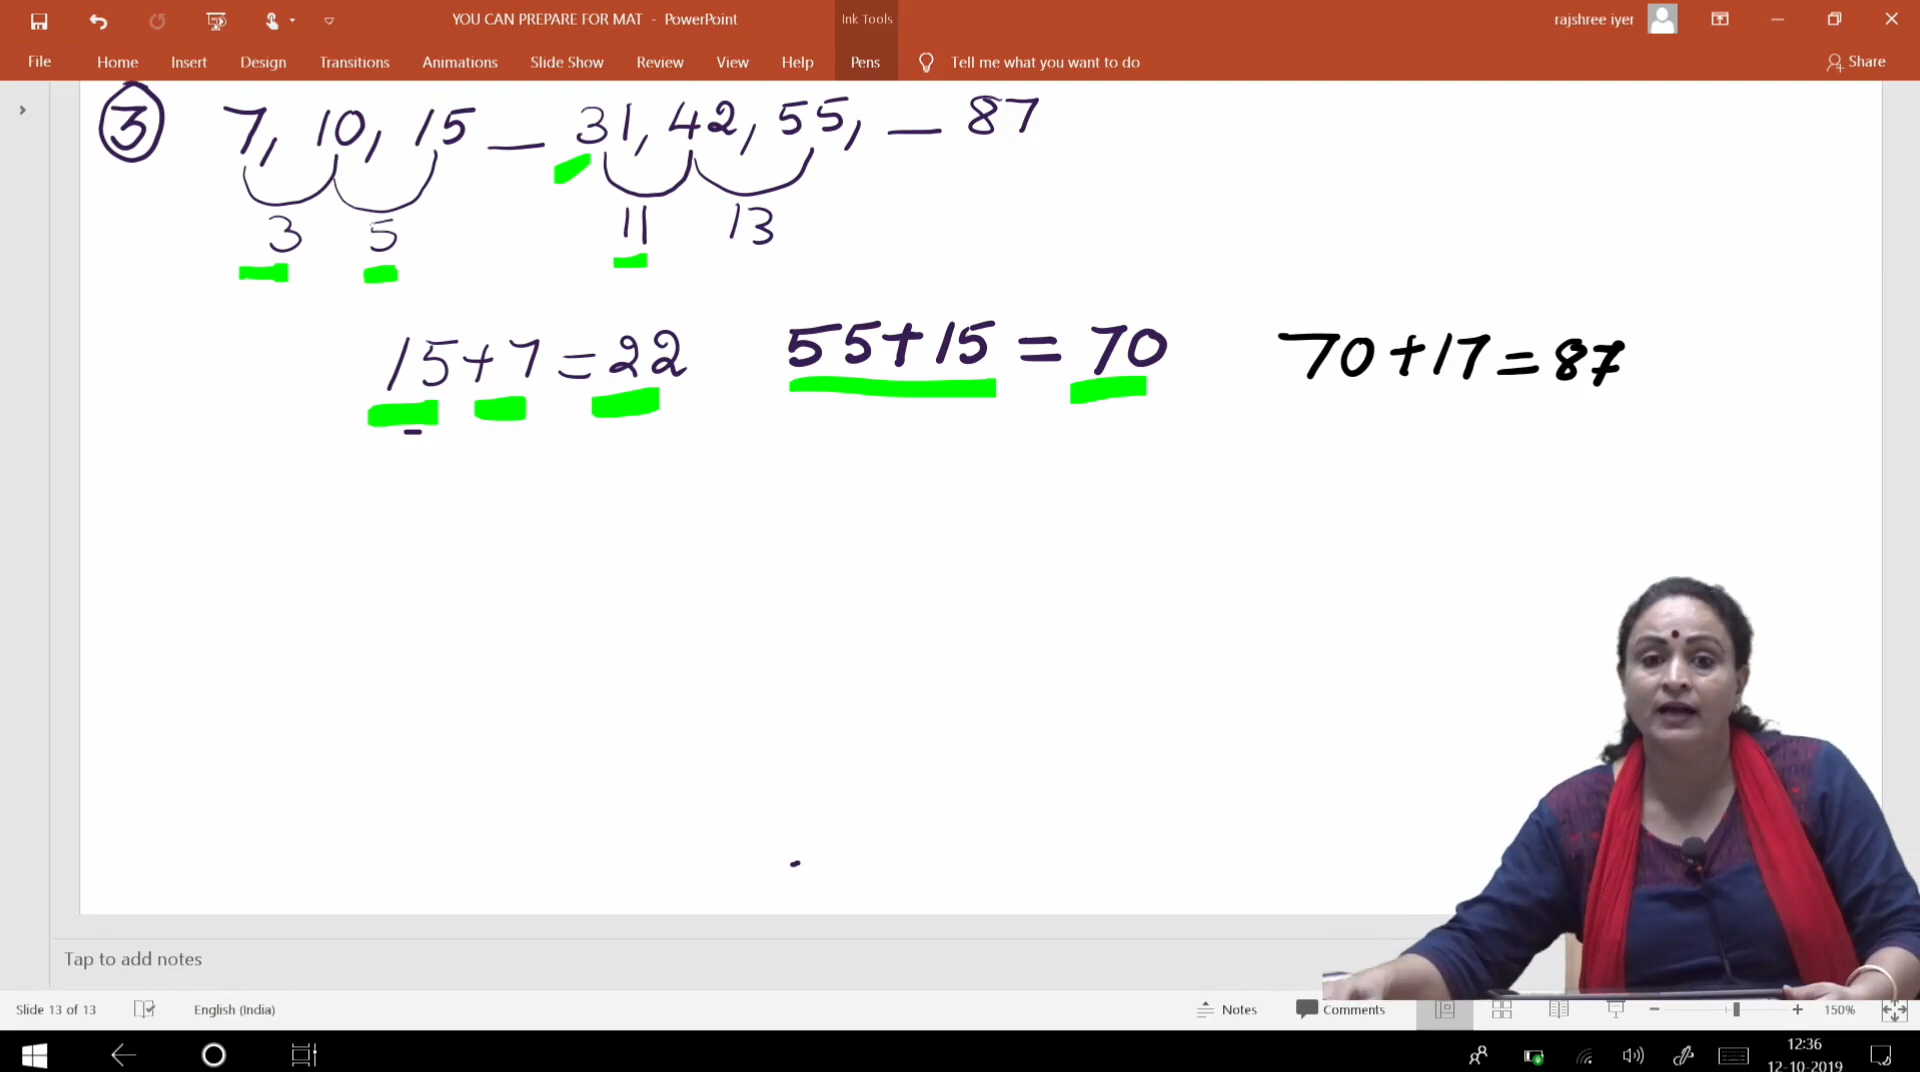 YOU CAN PREPARE FOR MAT - PowerPoint
Ink Tools
rajshree iyer
File Home Insert Design Transitions Animations Slide Show Review View Help Pens Tell me what you want to do Share
3 7, 10, 15 _ 31, 42, 55, _ 87
3 5 11 13
15+7=22 55+15=70 70+17=87
Tap to add notes
Slide 13 of 13 English (India) Notes Comments 150%
12:36
12-10-2019